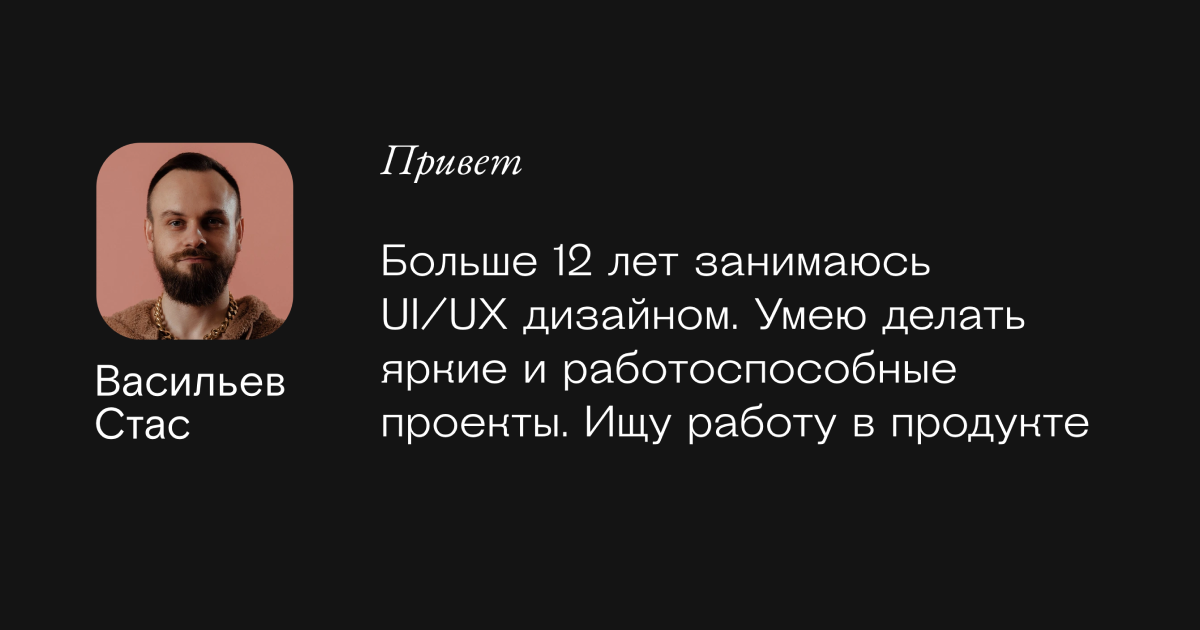 Привет
Больше 12 лет занимаюсь
UI/UX дизайном. Умею делать
яркие и работоспособные
проекты. Ищу работу в продукте
Васильев
Стас